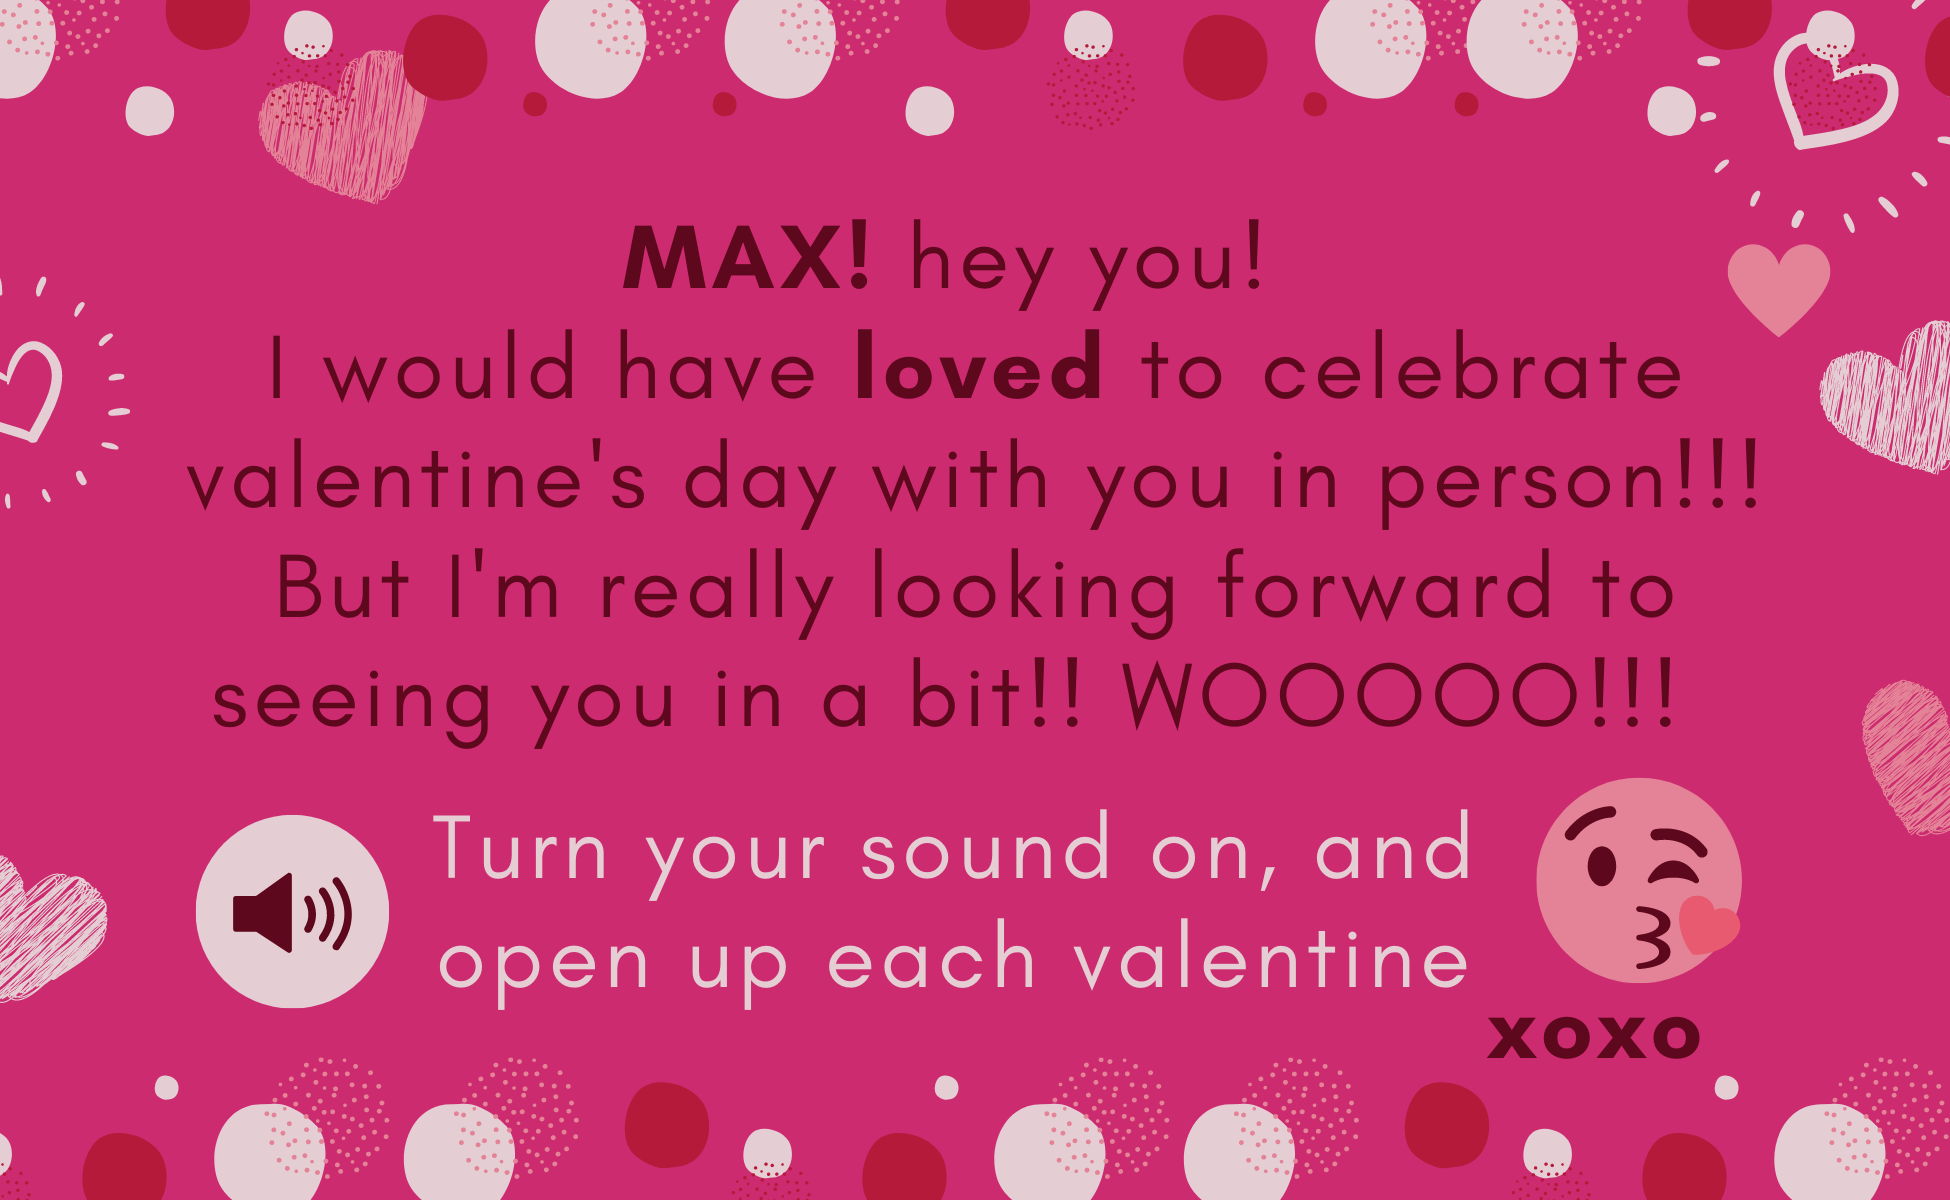 MAX! hey you!
I would have loved to celebrate
valentine's day with you in person!!!
But I'm really looking forward to
seeing you in a bit!! WOOOOO!!!
Turn your sound on, and
open up each valentine
xoxo